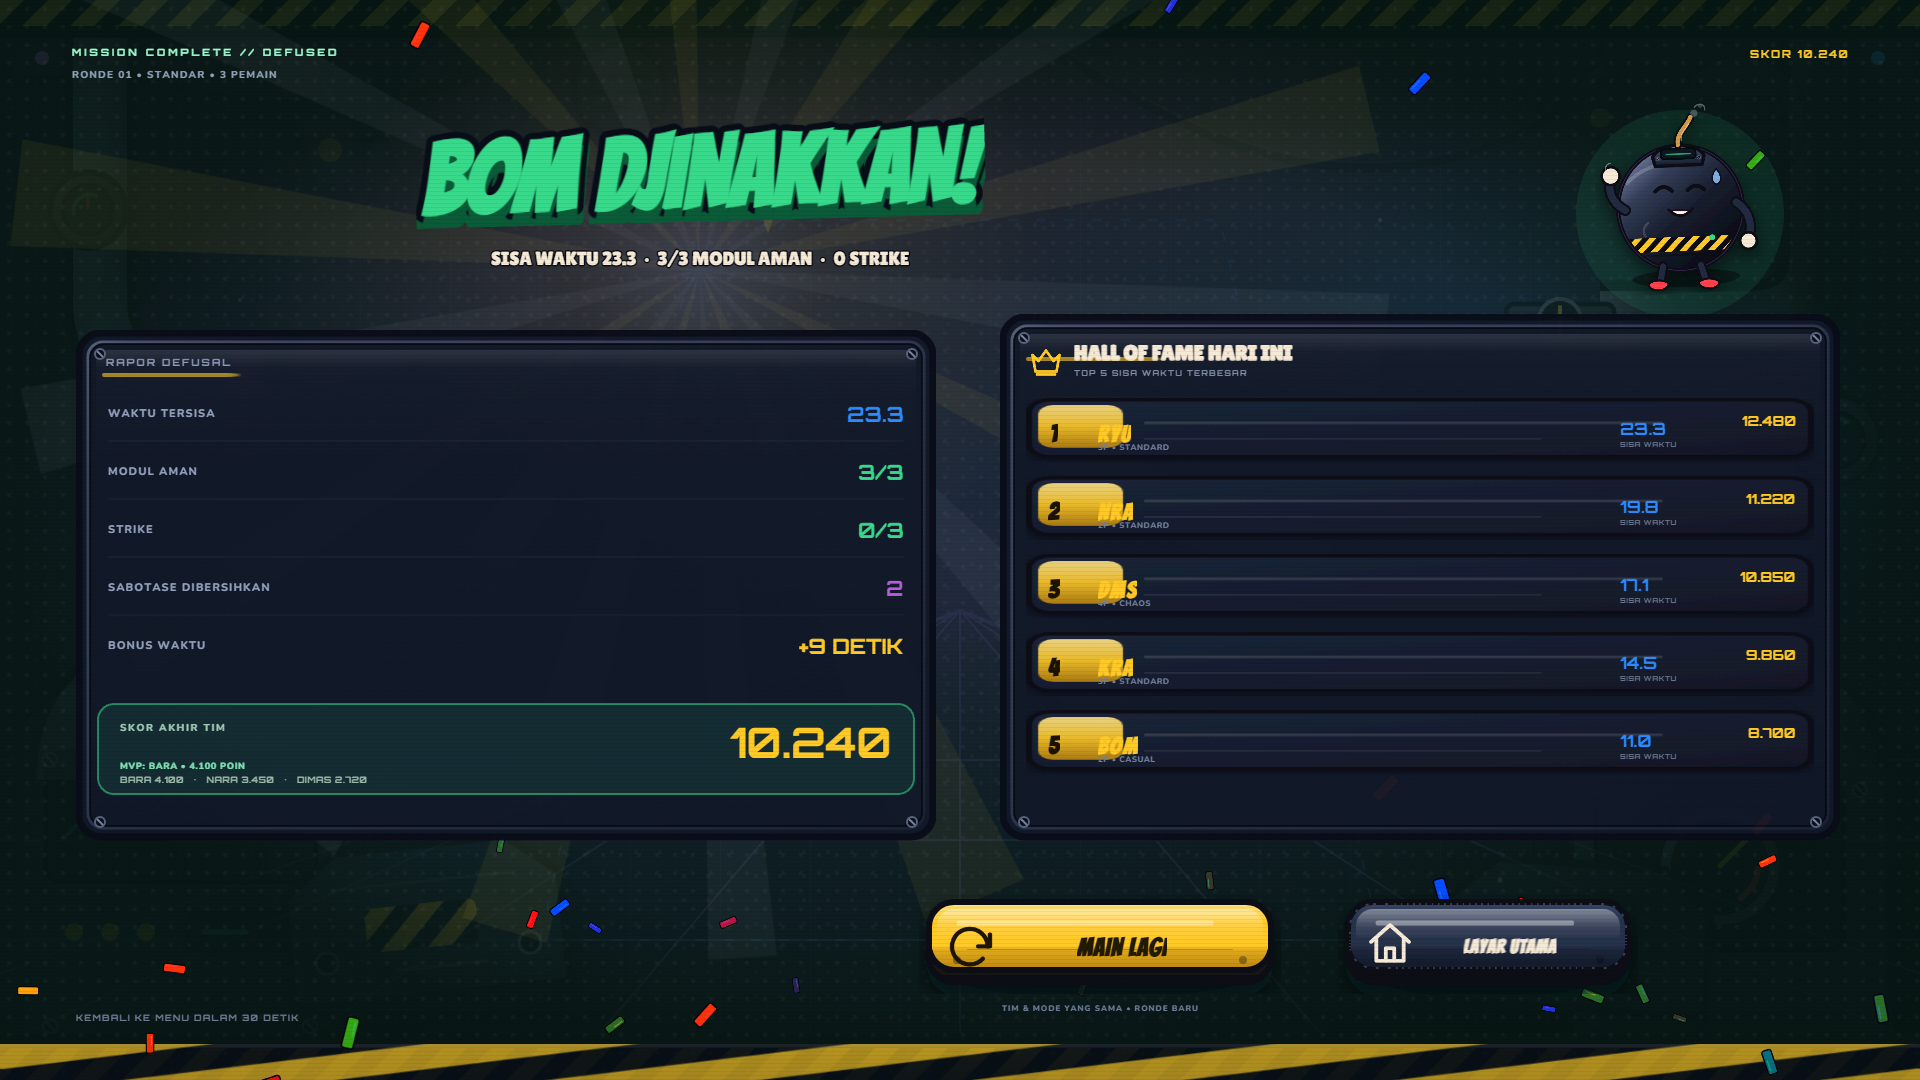 MISSION COMPLETE // DEFUSED
SKOR 10.240
RONDE 01 • STANDAR • 3 PEMAIN
BOM DJINAKKAN!
SISA WAKTU 23.3 · 3/3 MODUL AMAN · 0 STRIKE
RAPOR DEFUSAL
WAKTU TERSISA 23.3
MODUL AMAN 3/3
STRIKE 0/3
SABOTASE DIBERSIHKAN 2
BONUS WAKTU +9 DETIK
SKOR AKHIR TIM 10.240
MVP: BARA • 4.100 POIN
BARA 4.100 · NARA 3.450 · DIMAS 2.720
HALL OF FAME HARI INI
TOP 5 SISA WAKTU TERBESAR
1 RYU 23.3 12.480
• STANDARD SISA WAKTU
2 NRA 19.8 11.220
• STANDARD SISA WAKTU
3 DMS 17.1 10.850
• CHAOS SISA WAKTU
4 KRA 14.5 9.860
• STANDARD SISA WAKTU
5 BOM 11.0 8.700
• CASUAL SISA WAKTU
MAIN LAGI
LAYAR UTAMA
TIM & MODE YANG SAMA • RONDE BARU
KEMBALI KE MENU DALAM 30 DETIK